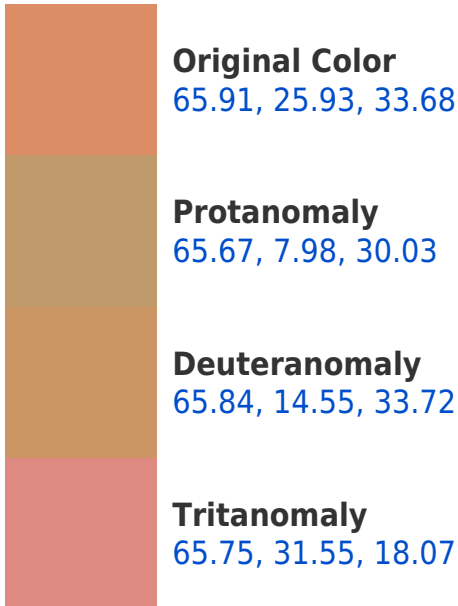 Original Color
65.91, 25.93, 33.68
Protanomaly
65.67, 7.98, 30.03
Deuteranomaly
65.84, 14.55, 33.72
Tritanomaly
65.75, 31.55, 18.07